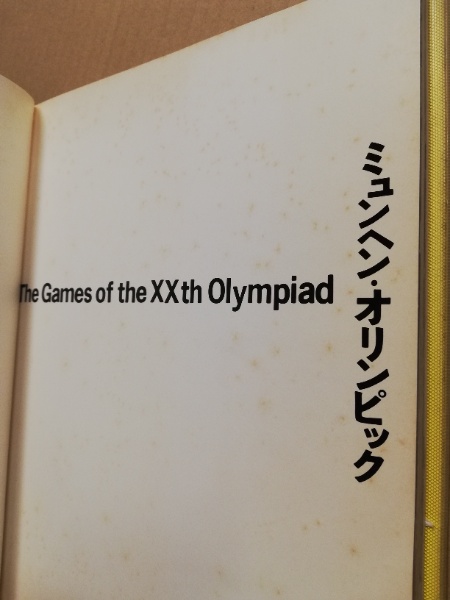 The Games of the XXth Olympiad
ミュンヘン・オリンピック